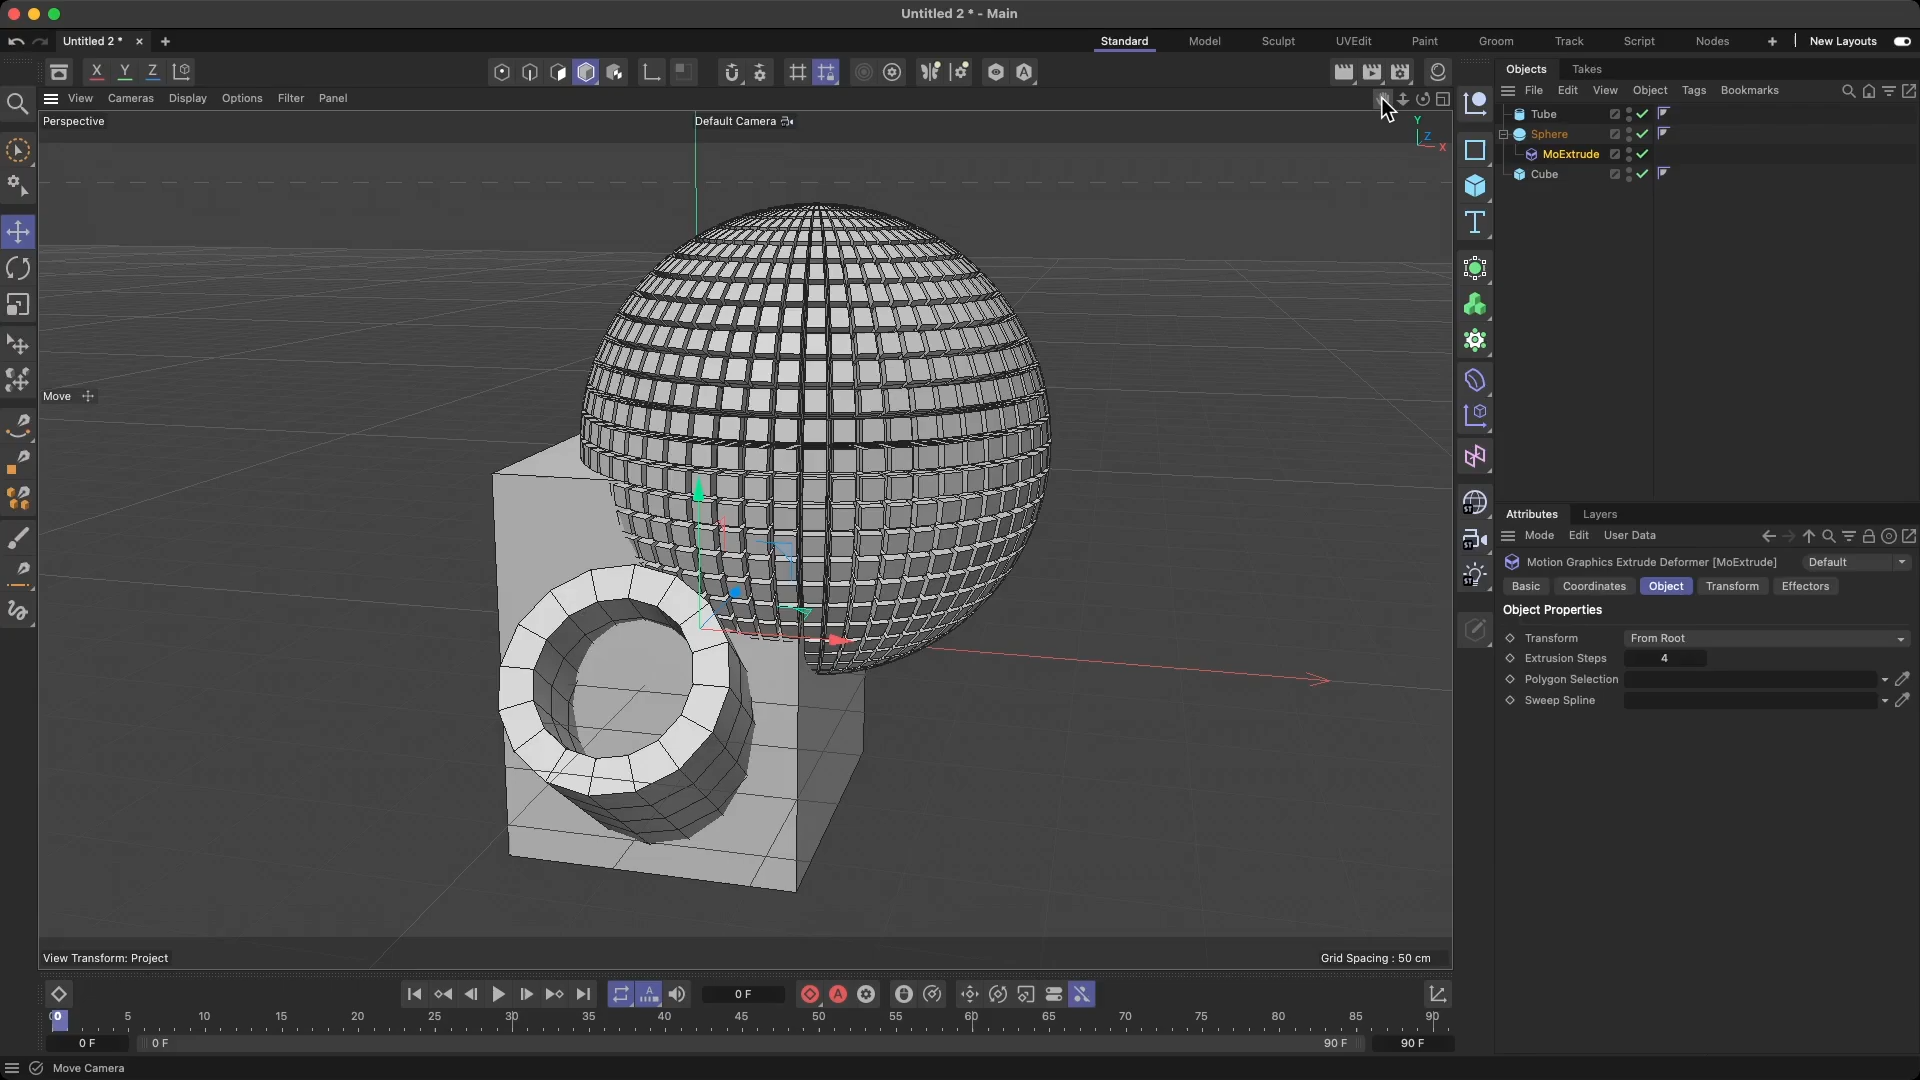 Untitled 2 * - Main
Untitled 2 * × +
Standard Model Sculpt UVEdit Paint Groom Track Script Nodes + New Layouts
X Y Z
View Cameras Display Options Filter Panel
Perspective
Default Camera
Y
Z
X
Move
View Transform: Project
Grid Spacing : 50 cm
Objects Takes
File Edit View Object Tags Bookmarks
Tube
Sphere
MoExtrude
Cube
T
ST
ST
ST
Attributes Layers
Mode Edit User Data
Motion Graphics Extrude Deformer [MoExtrude] Default
Basic Coordinates Object Transform Effectors
Object Properties
Transform From Root
Extrusion Steps 4
Polygon Selection
Sweep Spline
A 0 F A
0 5 10 15 20 25 30 35 40 45 50 55 60 65 70 75 80 85 90
0 F 0 F 90 F 90 F
Move Camera